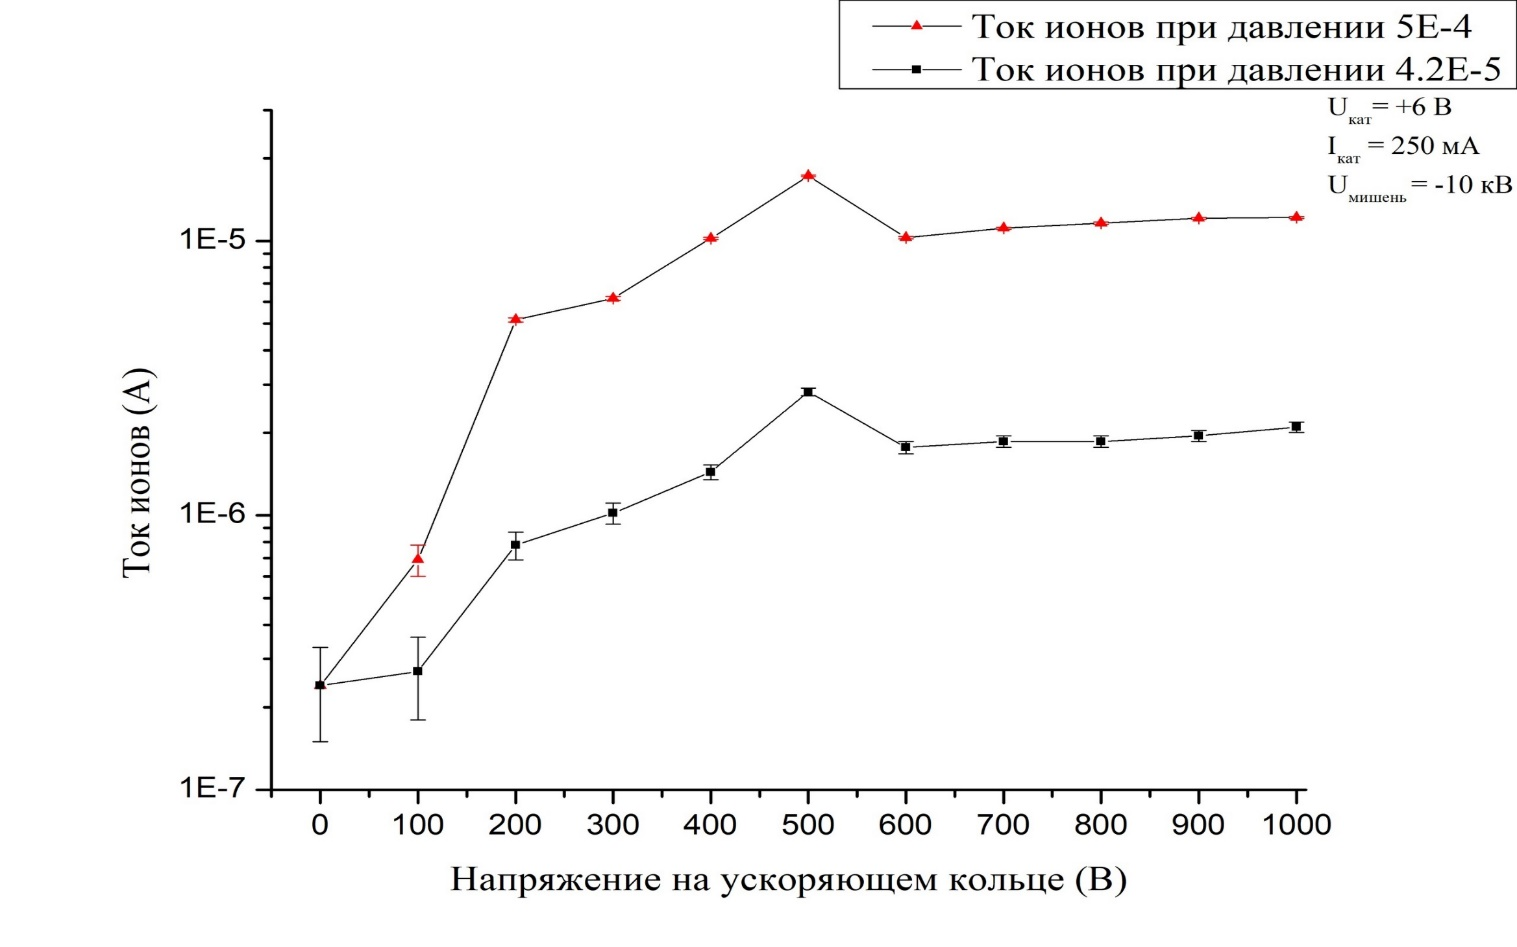 Ток ионов при давлении 5E-4
Ток ионов при давлении 4.2E-5
Uкат = +6 В
Iкат = 250 мА
Uмишень = -10 кВ
1E-5
1E-6
1E-7
Ток ионов (А)
0 100 200 300 400 500 600 700 800 900 1000
Напряжение на ускоряющем кольце (В)